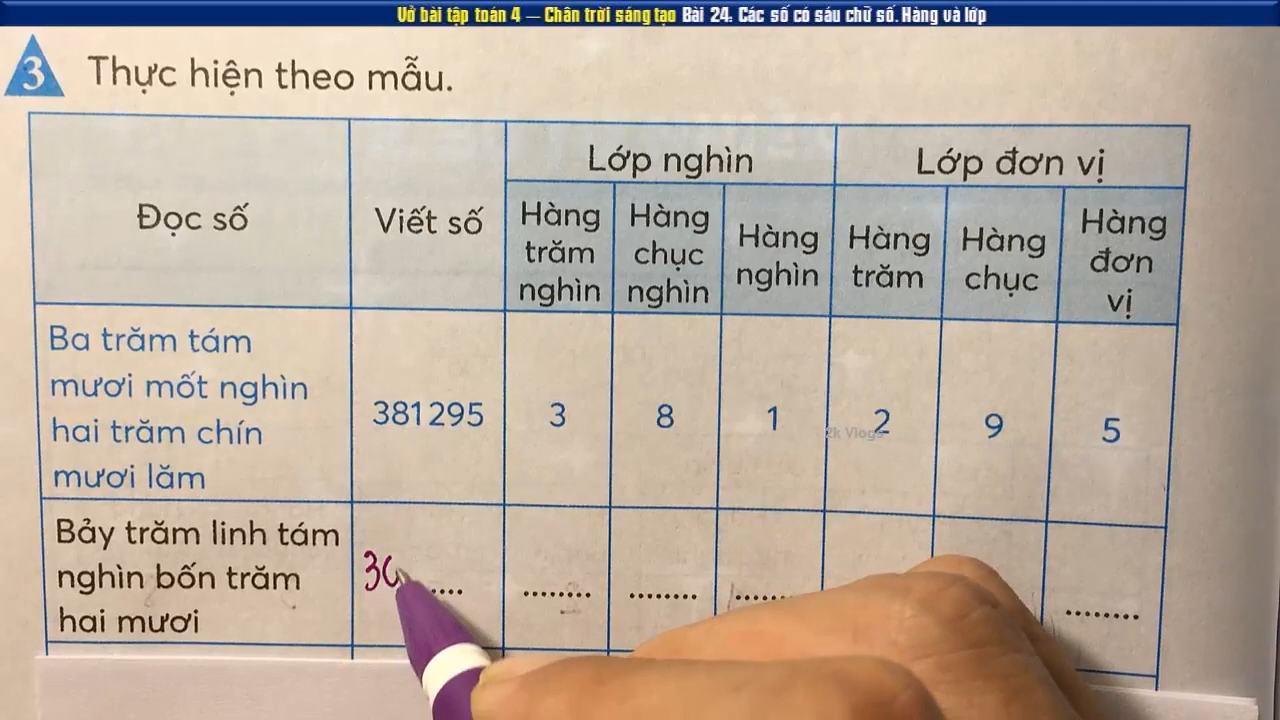 Vở bài tập toán 4 – Chân trời sáng tạo Bài 24. Các số có sáu chữ số. Hàng và lớp
3 Thực hiện theo mẫu.
Đọc số
Viết số
Lớp nghìn
Lớp đơn vị
Hàng
trăm
nghìn
Hàng
chục
nghìn
Hàng
nghìn
Hàng
trăm
Hàng
chục
Hàng
đơn
vị
Ba trăm tám
mươi mốt nghìn
hai trăm chín
mươi lăm
381295
3
8
1
2
9
5
2k Vlogs
Bảy trăm linh tám
nghìn bốn trăm
hai mươi
30....
........
........
........